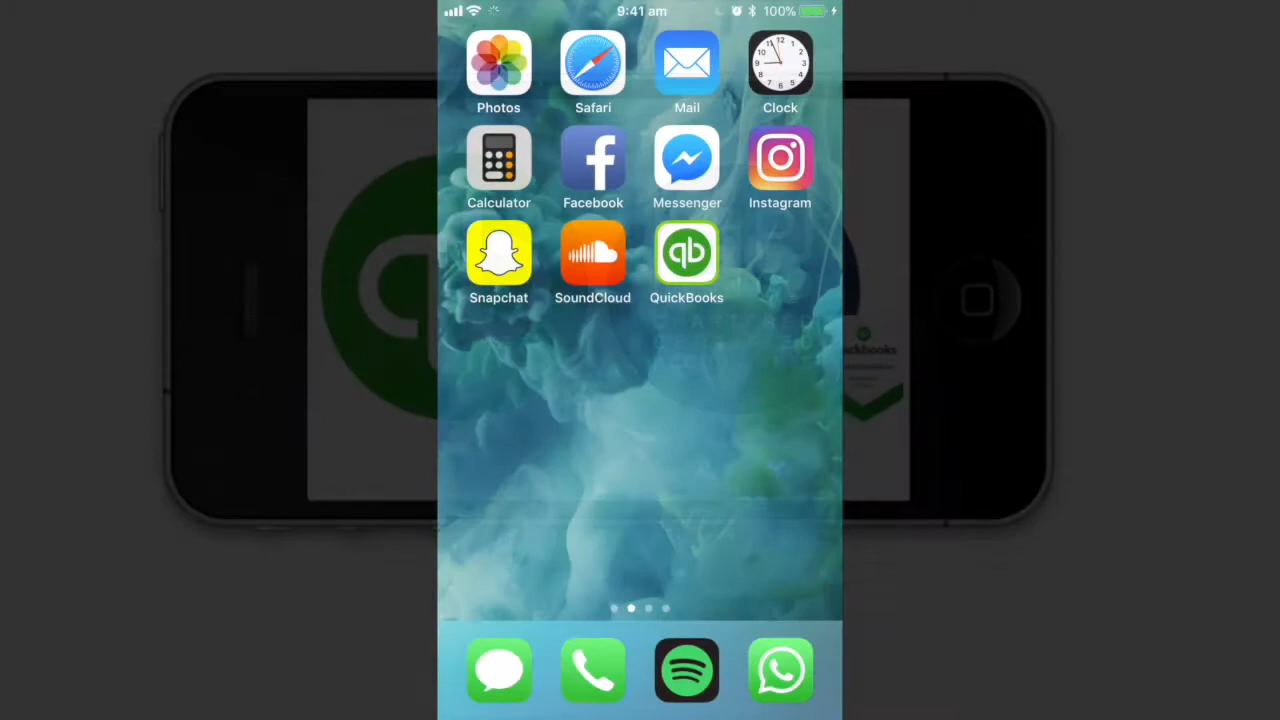 9:41 am 100%
Photos Safari Mail Clock
Calculator Facebook Messenger Instagram
Snapchat SoundCloud QuickBooks